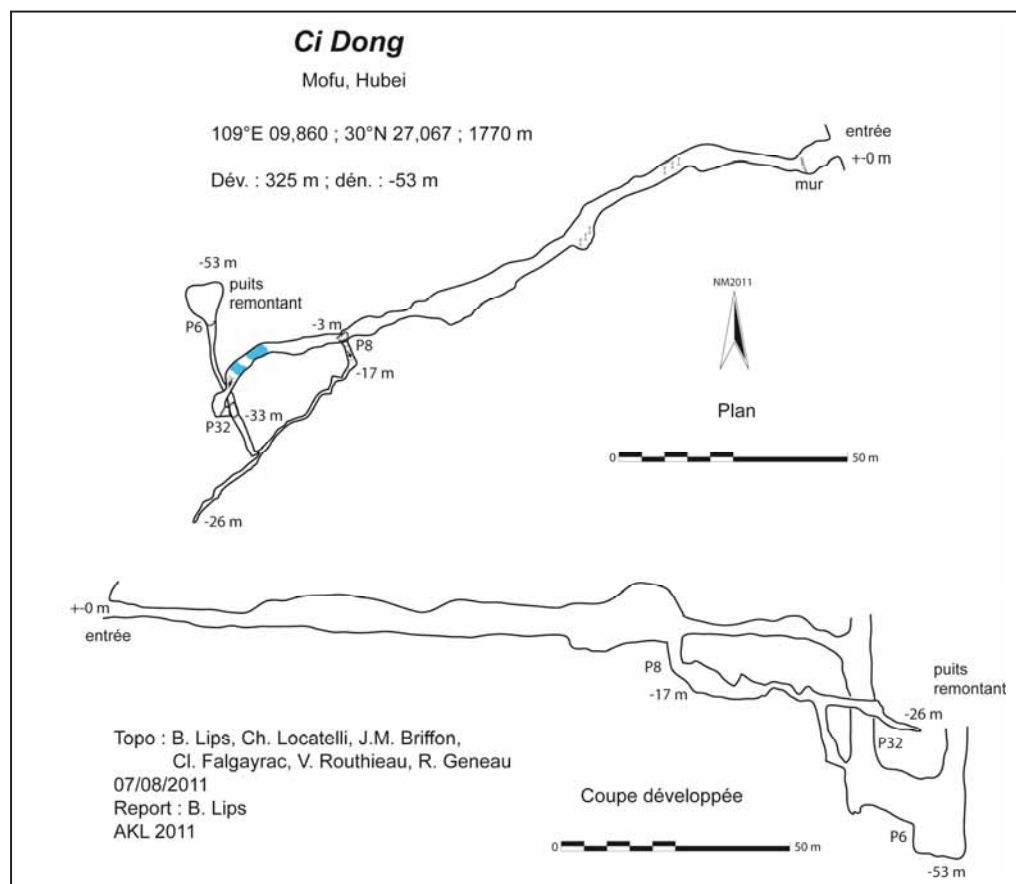 Ci Dong
Mofu, Hubei
109°E 09,860 ; 30°N 27,067 ; 1770 m
Dév. : 325 m ; dén. : -53 m
entrée
+-0 m
mur
-53 m
puits
remontant
P6
-3 m
P8
-17 m
NM2011
P32
-33 m
-26 m
Plan
0 50 m
+-0 m
entrée
P8
-17 m
puits
remontant
-26 m
P32
P6
-53 m
Topo : B. Lips, Ch. Locatelli, J.M. Briffon,
Cl. Falgayrac, V. Routhieau, R. Geneau
07/08/2011
Report : B. Lips
AKL 2011
Coupe développée
0 50 m